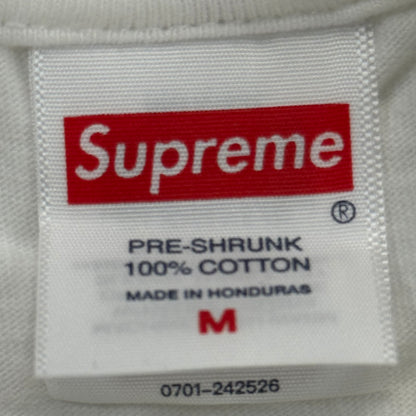 Supreme
®
PRE-SHRUNK
100% COTTON
MADE IN HONDURAS
M
0701-242526